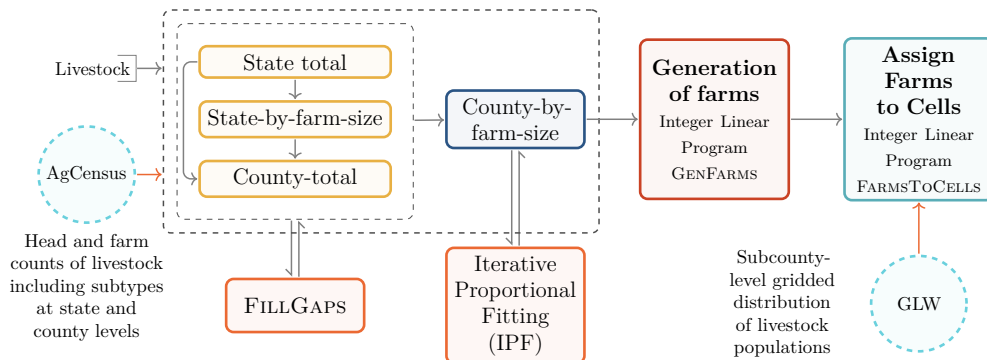 Livestock
AgCensus
Head and farm
counts of livestock
including subtypes
at state and
county levels
State total
State-by-farm-size
County-total
FILLGAPS
County-by-
farm-size
Iterative
Proportional
Fitting
(IPF)
Generation
of farms
Integer Linear
Program
GENFARMS
Assign
Farms
to Cells
Integer Linear
Program
FARMSTOCELLS
Subcounty-
level gridded
distribution
of livestock
populations
GLW